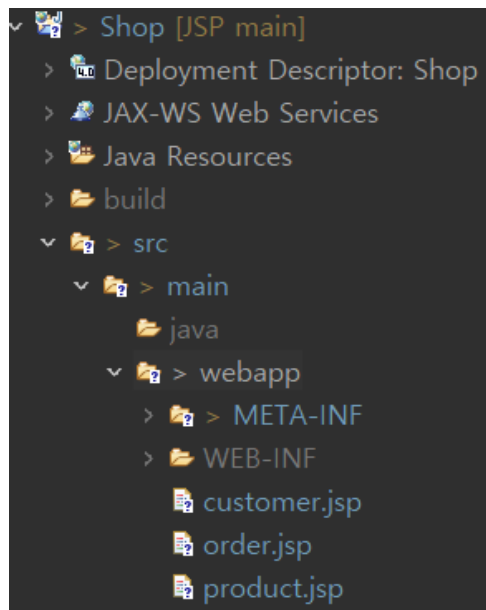 > Shop [JSP main]
> Deployment Descriptor: Shop
> JAX-WS Web Services
> Java Resources
> build
> src
> main
java
> webapp
> > META-INF
> WEB-INF
customer.jsp
order.jsp
product.jsp